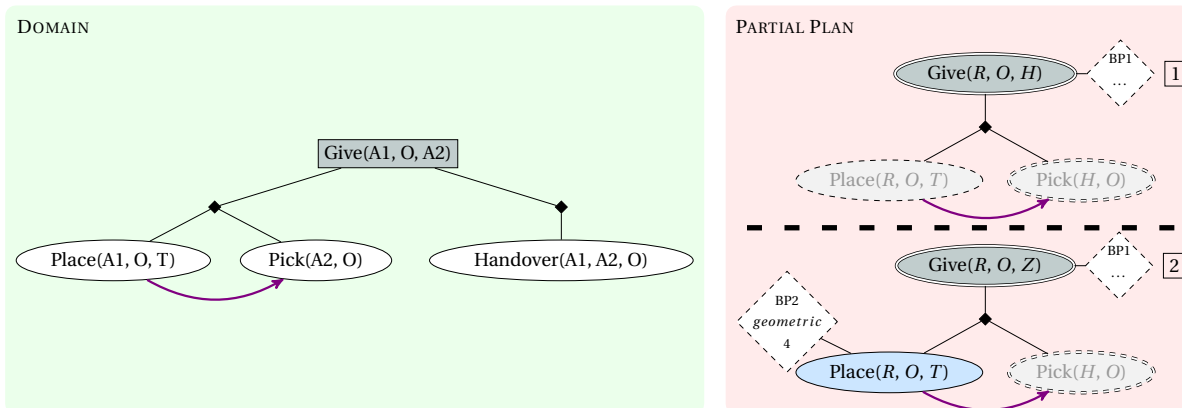 DOMAIN
Give(A1, O, A2)
Place(A1, O, T)
Pick(A2, O)
Handover(A1, A2, O)
PARTIAL PLAN
Give(R, O, H)
BP1
...
1
Place(R, O, T)
Pick(H, O)
Give(R, O, Z)
BP1
...
2
BP2
geometric
4
Place(R, O, T)
Pick(H, O)